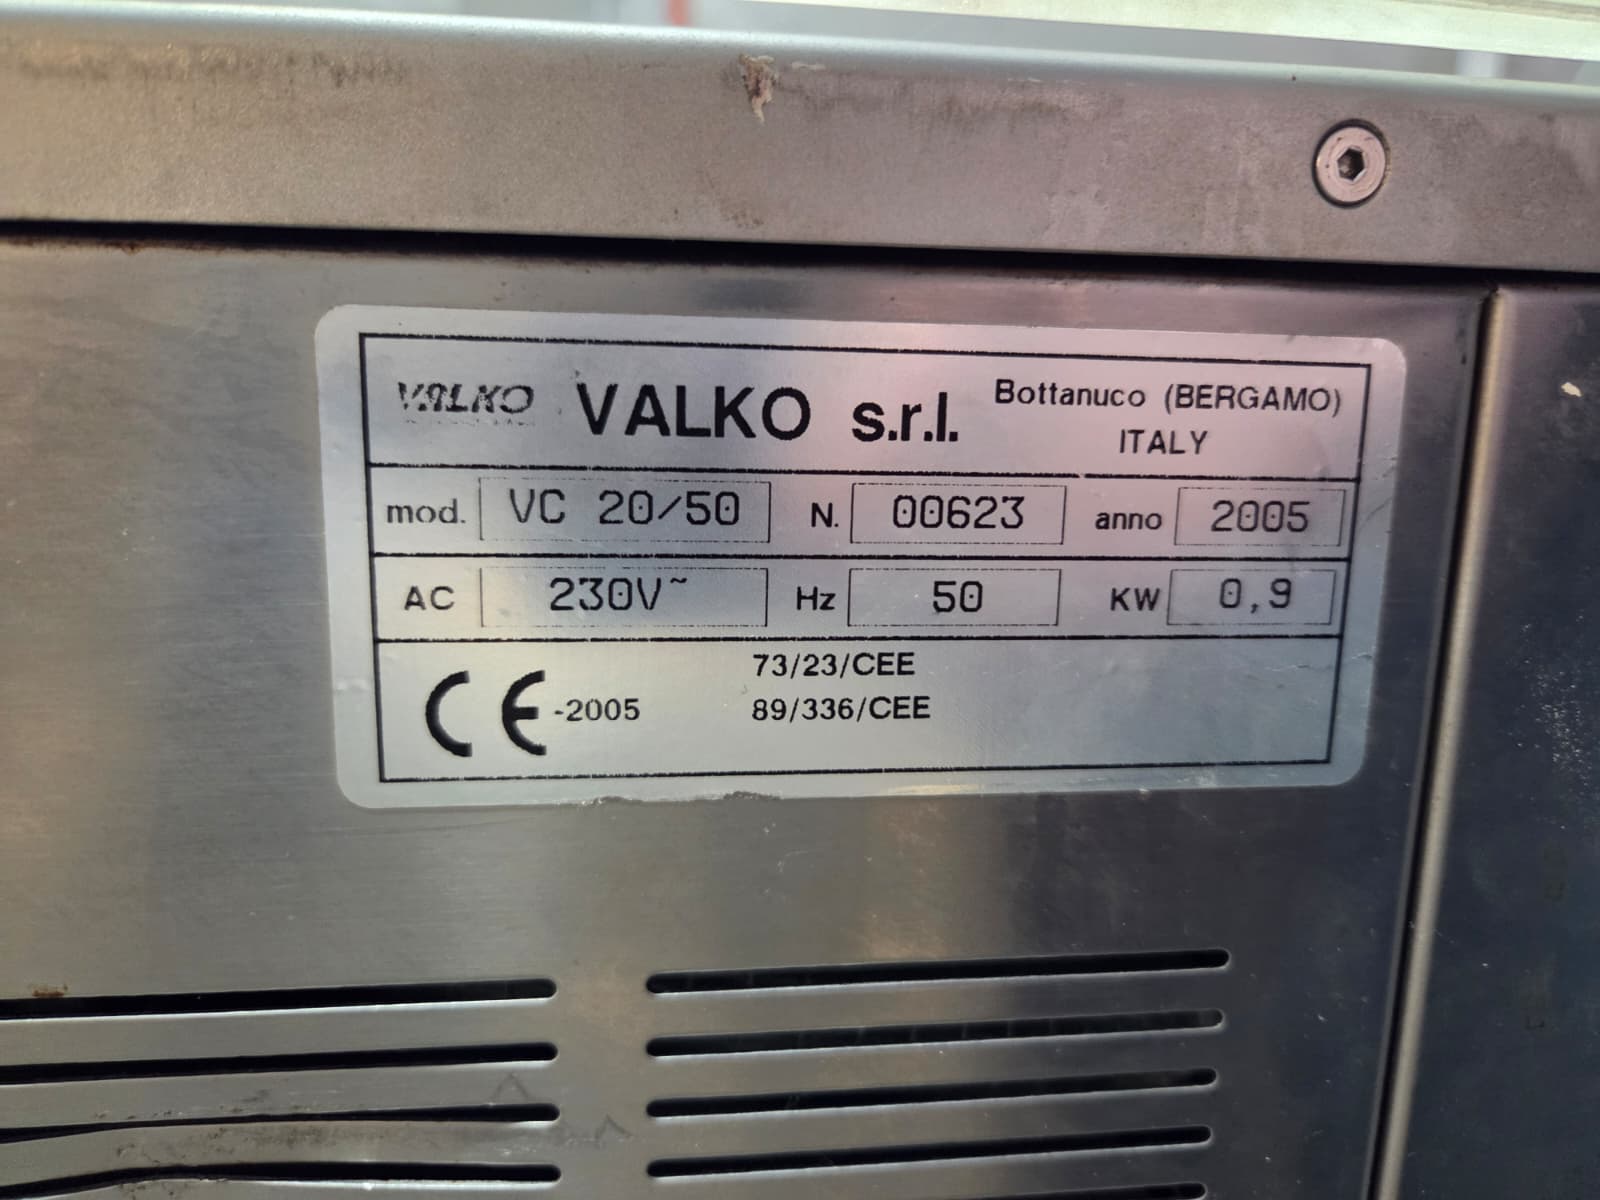 VALKO VALKO s.r.l. Bottanuco (BERGAMO)
ITALY
mod. VC 20/50 N. 00623 anno 2005
AC 230V~ Hz 50 KW 0,9
CE -2005 73/23/CEE
89/336/CEE